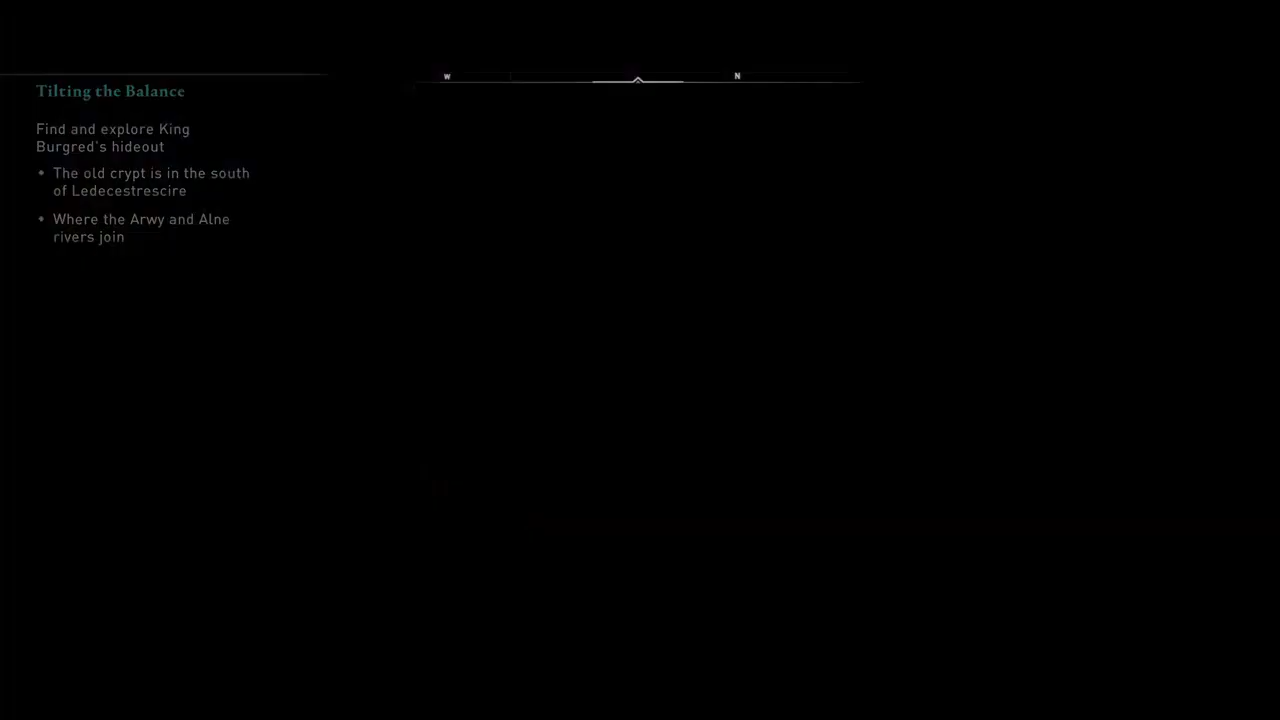 W N
Tilting the Balance
Find and explore King
Burgred's hideout
The old crypt is in the south
of Ledecestrescire
Where the Arwy and Alne
rivers join